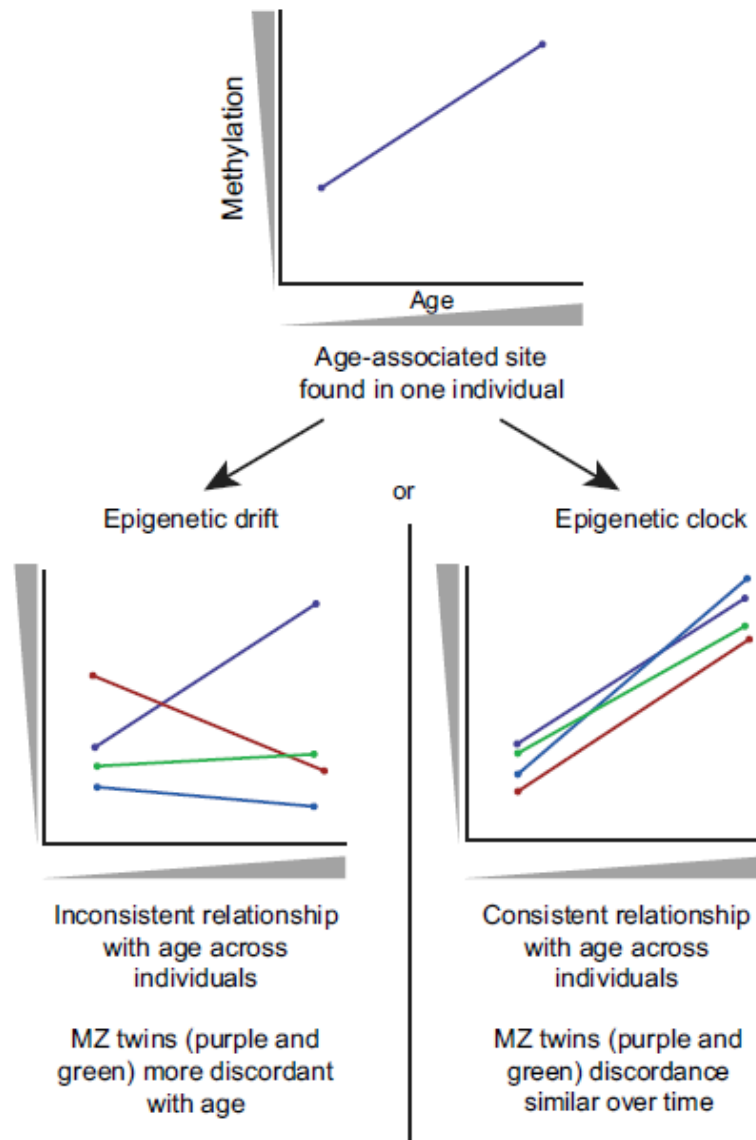 Methylation
Age
Age-associated site
found in one individual
or
Epigenetic drift
Epigenetic clock
Inconsistent relationship
with age across
individuals
MZ twins (purple and
green) more discordant
with age
Consistent relationship
with age across
individuals
MZ twins (purple and
green) discordance
similar over time